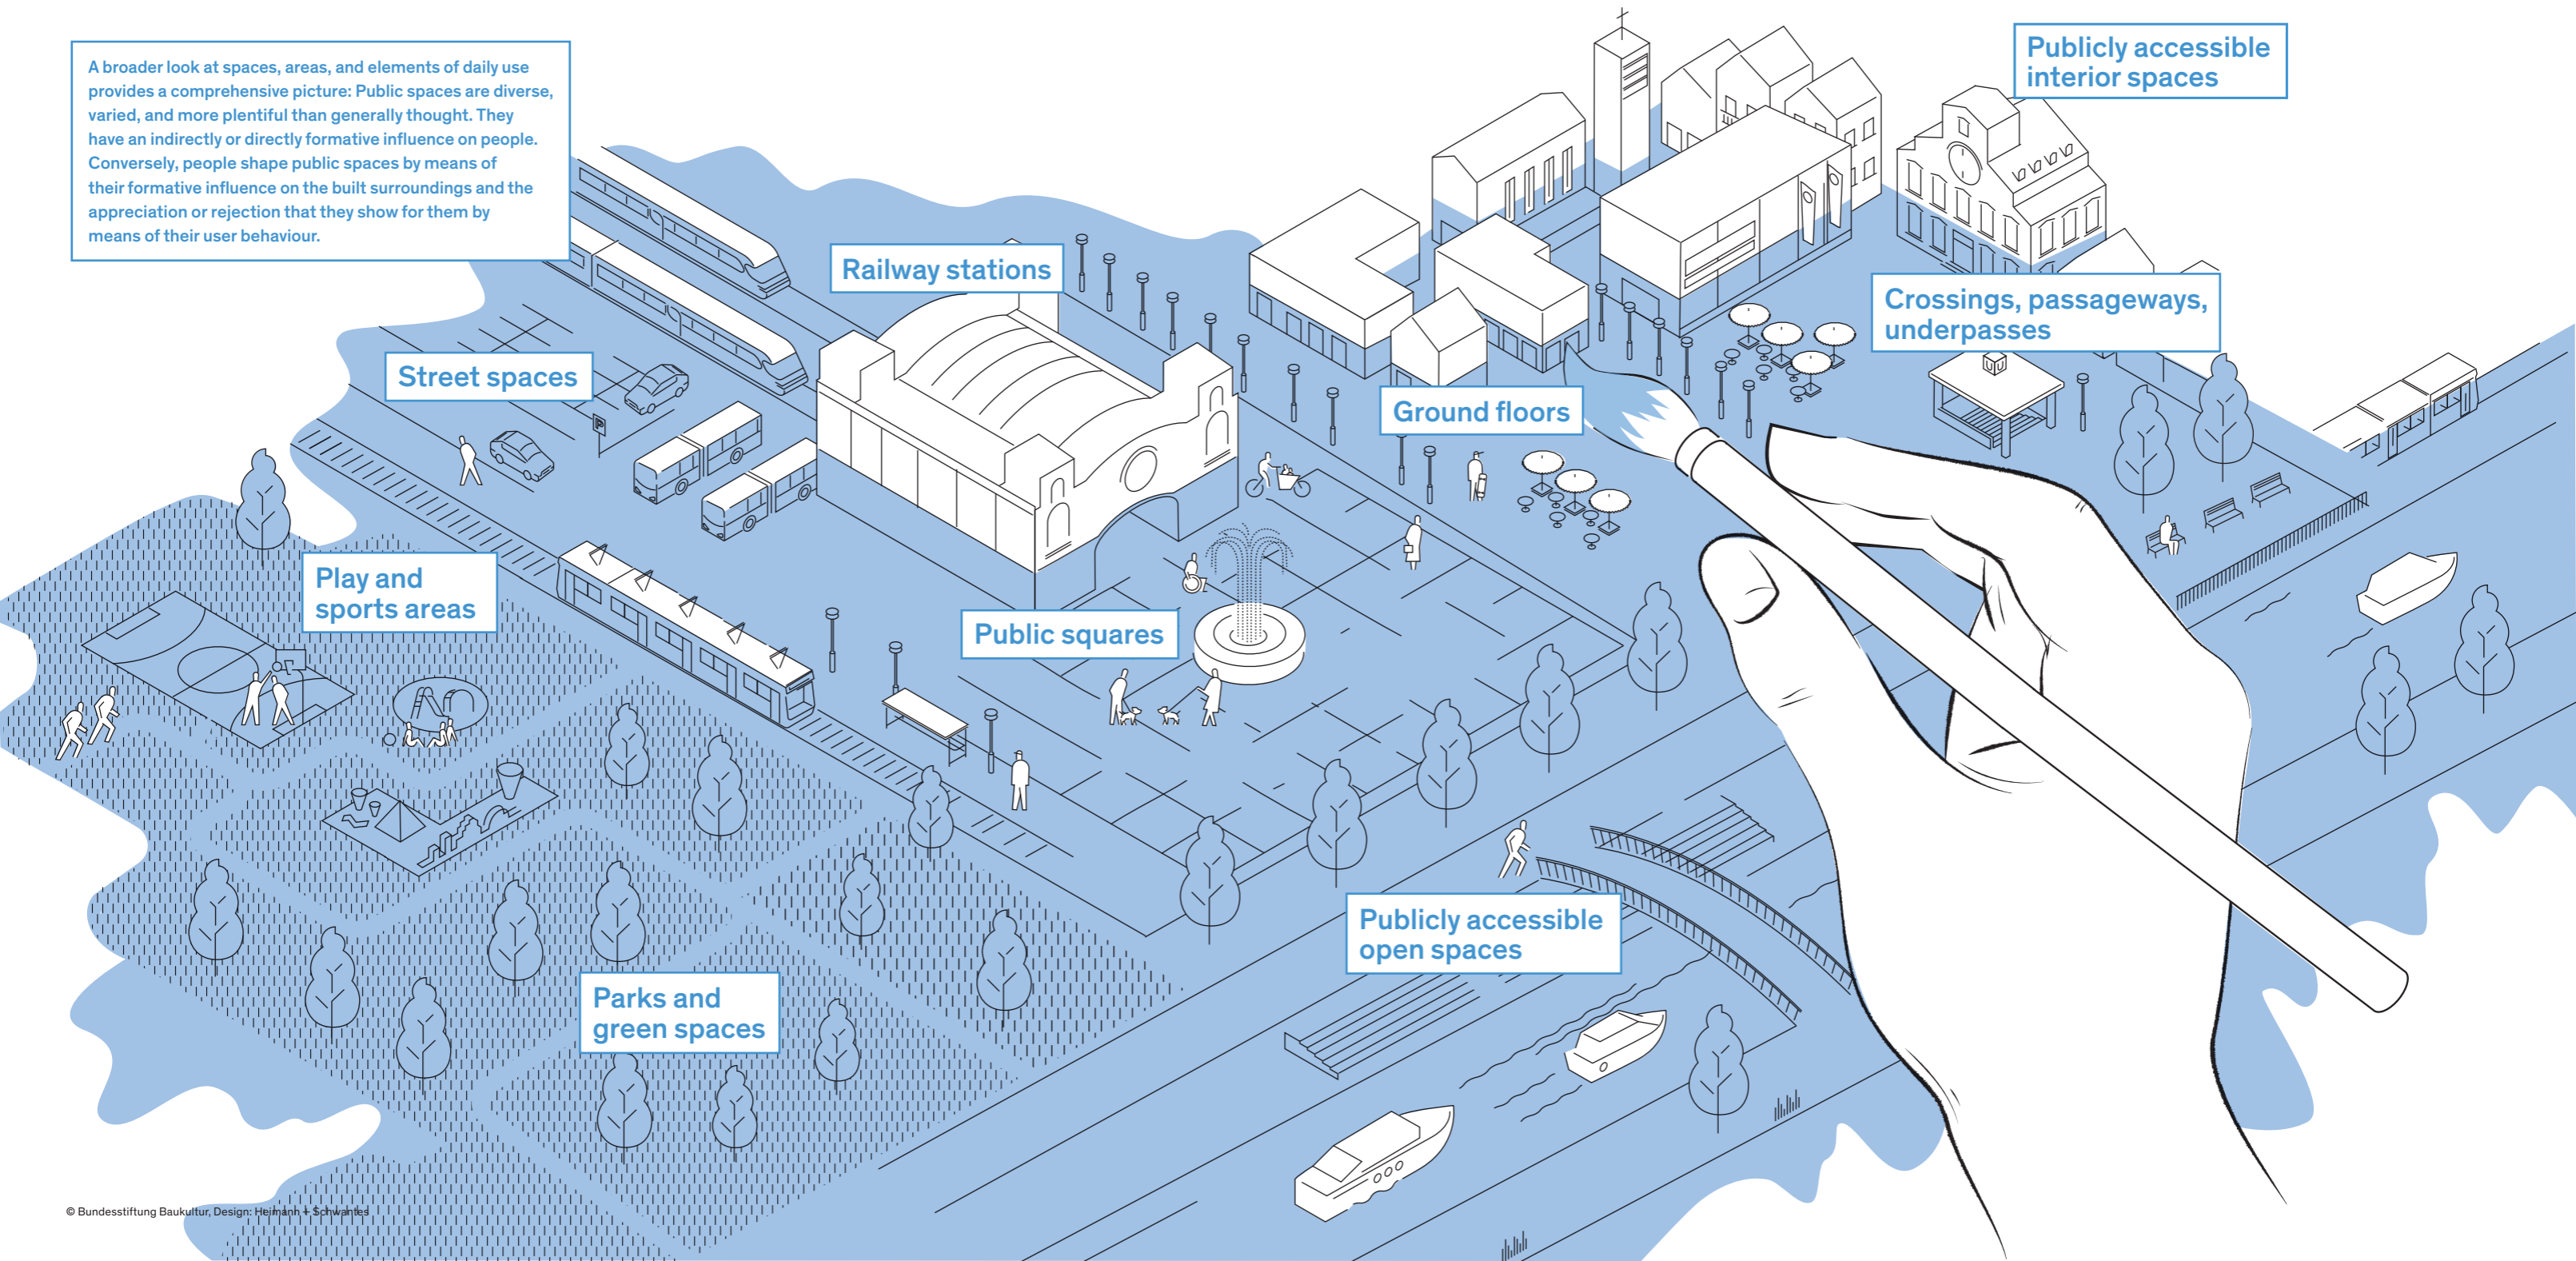 A broader look at spaces, areas, and elements of daily use
provides a comprehensive picture: Public spaces are diverse,
varied, and more plentiful than generally thought. They
have an indirectly or directly formative influence on people.
Conversely, people shape public spaces by means of
their formative influence on the built surroundings and the
appreciation or rejection that they show for them by
means of their user behaviour.
Publicly accessible
interior spaces
Railway stations
Crossings, passageways,
underpasses
Street spaces
Ground floors
P
U
Play and
sports areas
Public squares
Publicly accessible
open spaces
Parks and
green spaces
© Bundesstiftung Baukultur, Design: Heimann + Schwantes